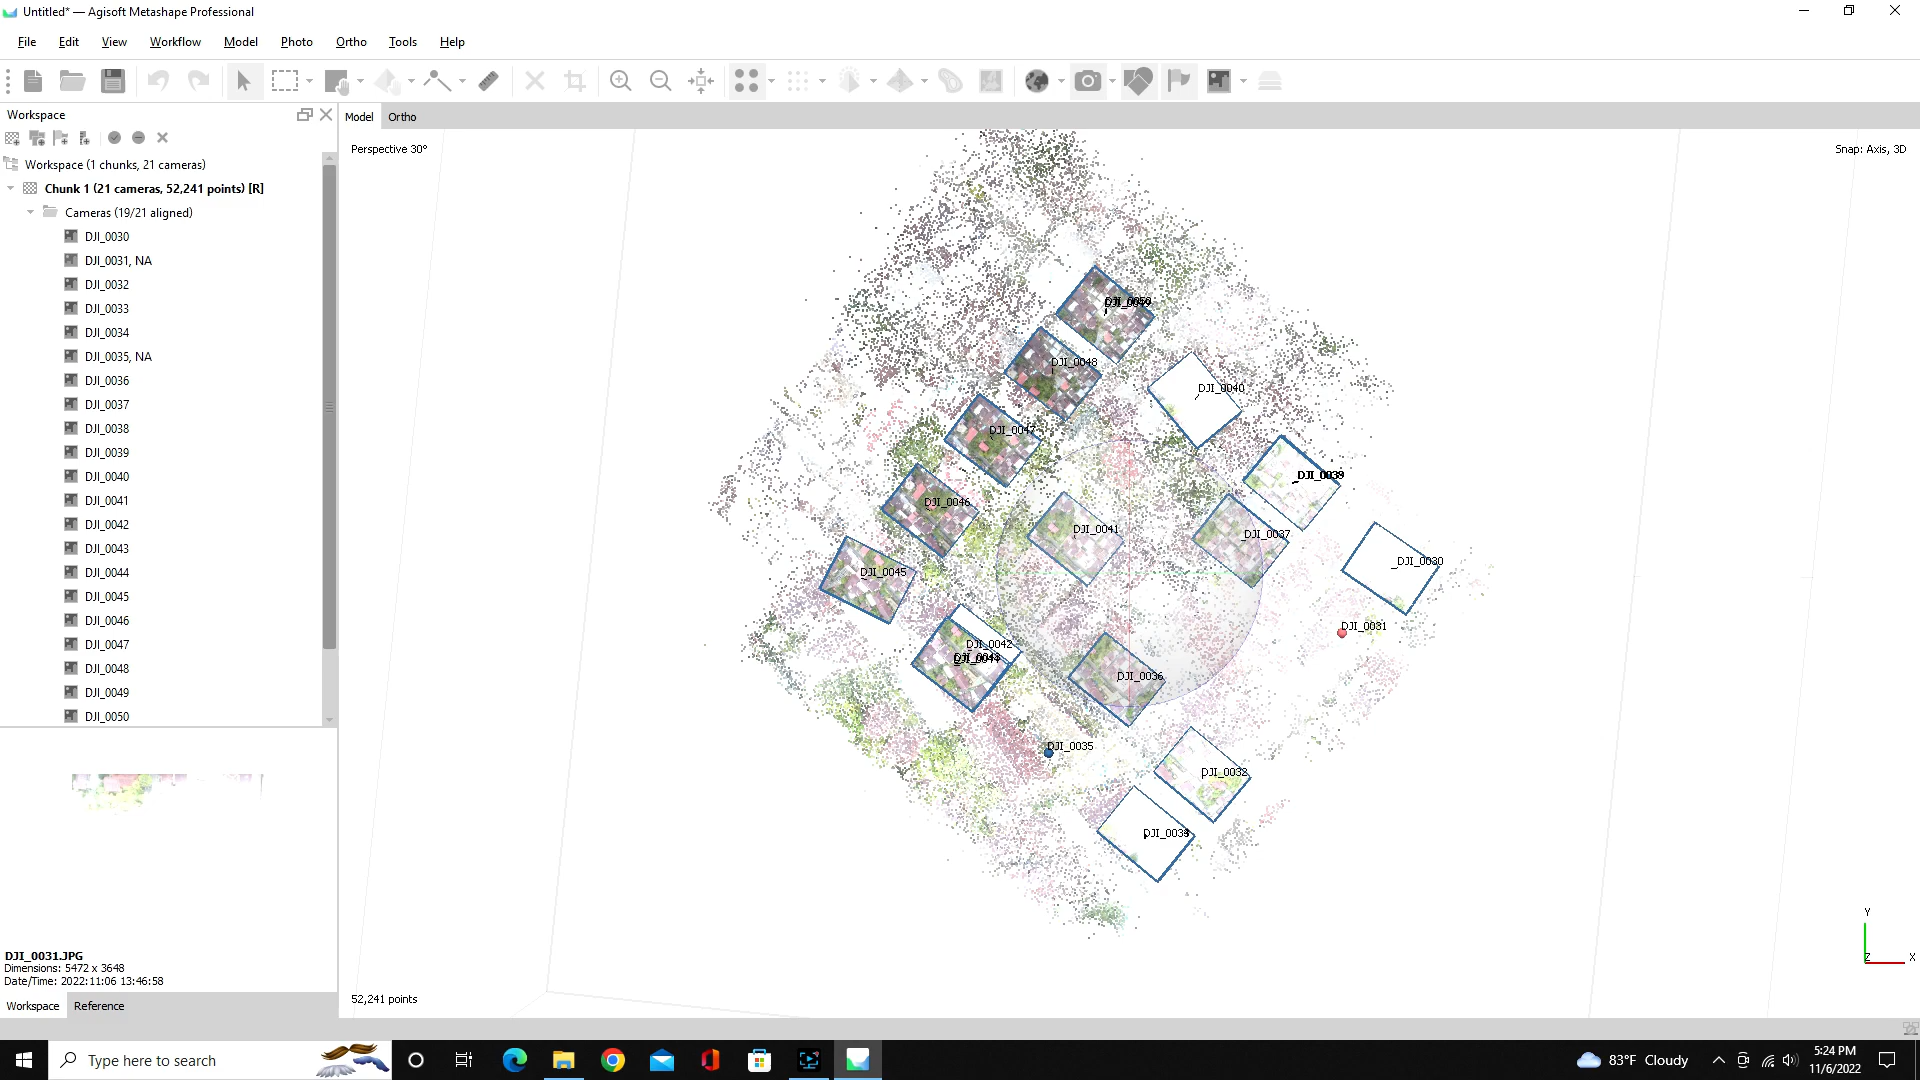 Untitled* — Agisoft Metashape Professional
File Edit View Workflow Model Photo Ortho Tools Help
Workspace
Model Ortho
Perspective 30°
Snap: Axis, 3D
Workspace (1 chunks, 21 cameras)
Chunk 1 (21 cameras, 52,241 points) [R]
Cameras (19/21 aligned)
DJI_0030
DJI_0031, NA
DJI_0032
DJI_0033
DJI_0034
DJI_0035, NA
DJI_0036
DJI_0037
DJI_0038
DJI_0039
DJI_0040
DJI_0041
DJI_0042
DJI_0043
DJI_0044
DJI_0045
DJI_0046
DJI_0047
DJI_0048
DJI_0049
DJI_0050
DJI_0048
DJI_0040
DJI_0047
DJI_0039
DJI_0046
DJI_0041
DJI_0037
DJI_0030
DJI_0045
DJI_0031
DJI_0042
DJI_0036
DJI_0035
DJI_0032
Y
Z X
52,241 points
DJI_0031.JPG
Dimensions: 5472 x 3648
Date/Time: 2022:11:06 13:46:58
Workspace Reference
Type here to search
83°F Cloudy
5:24 PM
11/6/2022